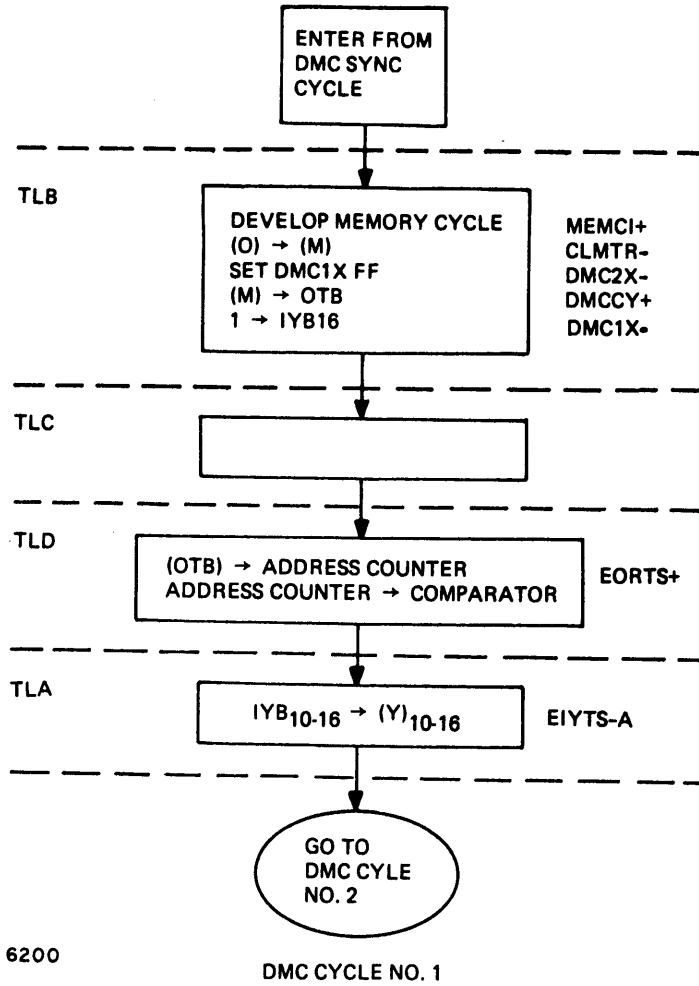 ENTER FROM
DMC SYNC
CYCLE
TLB
DEVELOP MEMORY CYCLE
(O) → (M)
SET DMC1X FF
(M) → OTB
1 → IYB16
MEMCI+
CLMTR-
DMC2X-
DMCCY+
DMC1X-
TLC
TLD
(OTB) → ADDRESS COUNTER
ADDRESS COUNTER → COMPARATOR
EORTS+
TLA
IYB10-16 → (Y)10-16
EIYTS-A
GO TO
DMC CYLE
NO. 2
6200
DMC CYCLE NO. 1